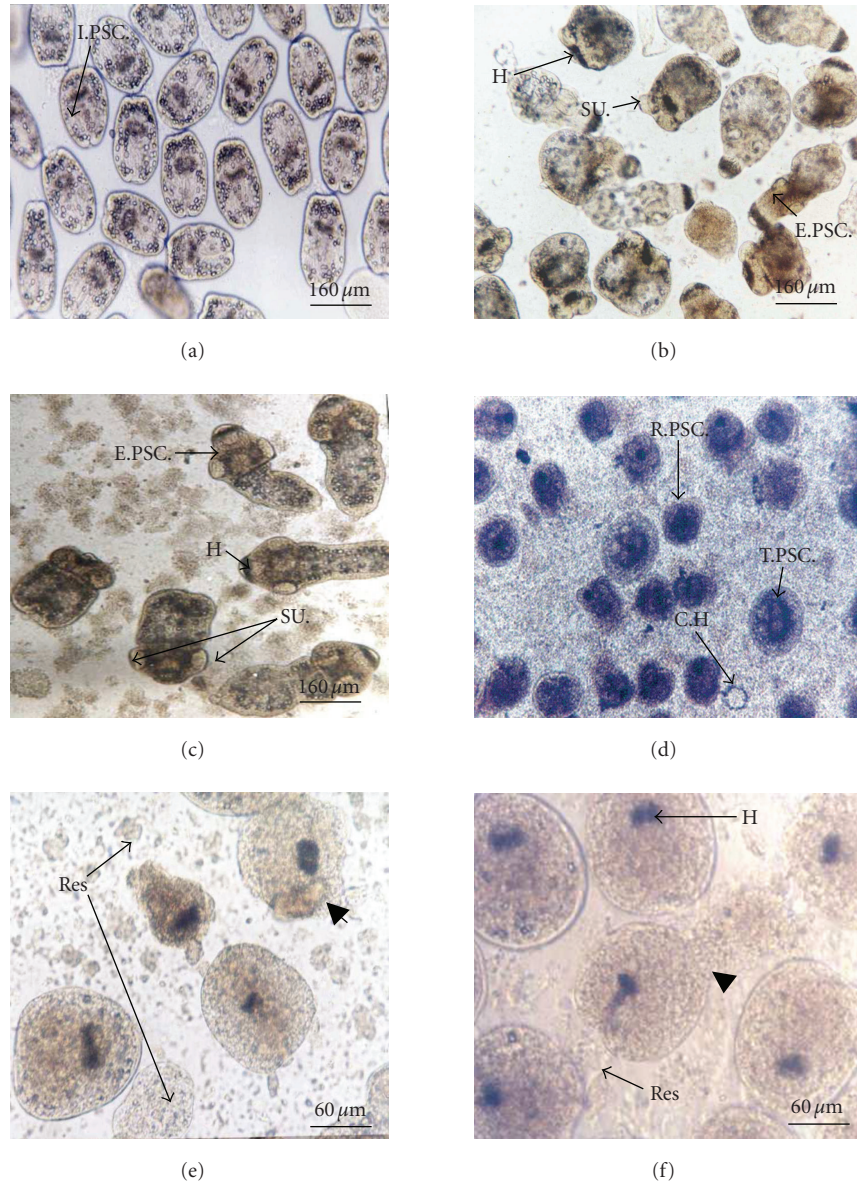 I.PSC.
160 µm
(a)
H
SU.
E.PSC.
160 µm
(b)
E.PSC.
H
SU.
160 µm
(c)
R.PSC.
T.PSC.
C.H
(d)
Res
60 µm
(e)
H
Res
60 µm
(f)